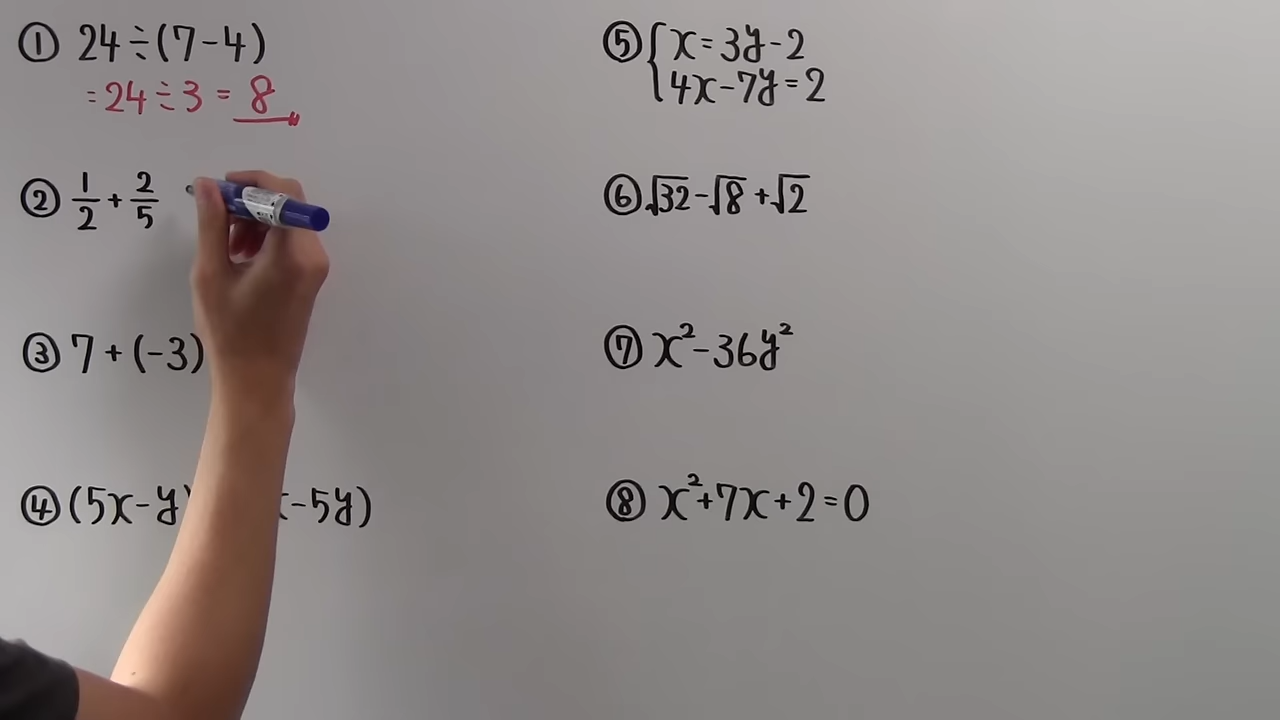 ① 24÷(7-4)
=24÷3=8
② 1/2+2/5
③ 7+(-3)
④ (5x-y) -5y)
⑤ { x=3y-2
4x-7y=2
⑥ √32-√8+√2
⑦ x²-36y²
⑧ x²+7x+2=0